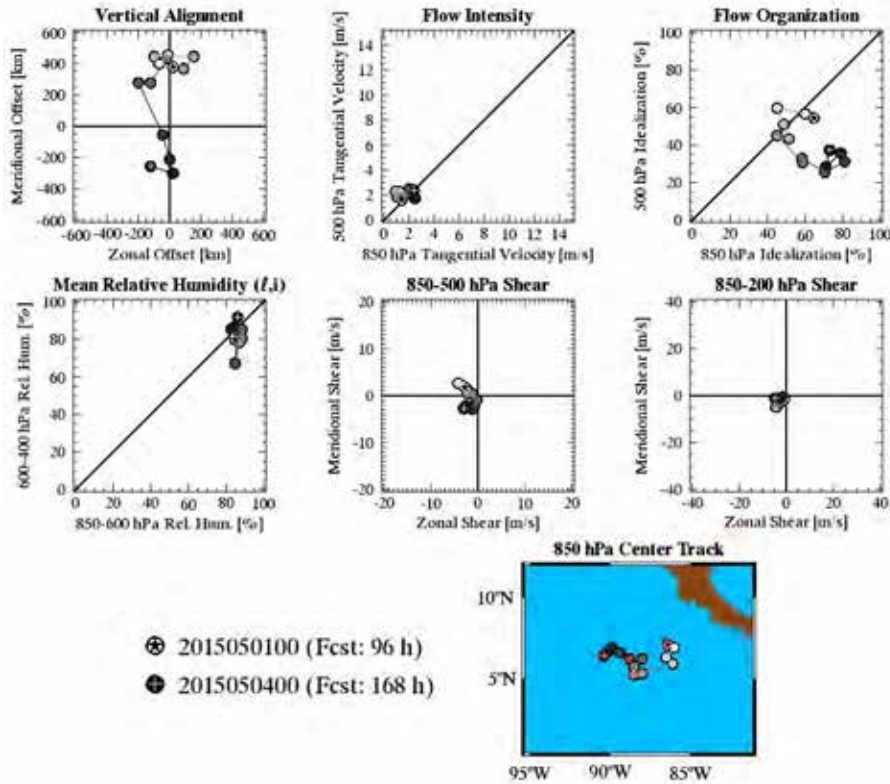 Vertical Alignment
Flow Intensity
Flow Organization
Meridional Offset [km]
600
400
200
0
-200
-400
-600
-600
-400
-200
0
200
400
600
Zonal Offset [km]
500 hPa Tangential Velocity [m/s]
14
12
10
8
6
4
2
0
0
2
4
6
8
10
12
14
850 hPa Tangential Velocity [m/s]
500 hPa Idealization [%]
100
80
60
40
20
0
0
20
40
60
80
100
850 hPa Idealization [%]
Mean Relative Humidity (ℓ,i)
850-500 hPa Shear
850-200 hPa Shear
600-400 hPa Rel. Hum. [%]
100
80
60
40
20
0
0
20
40
60
80
100
850-600 hPa Rel. Hum. [%]
Meridional Shear [m/s]
20
10
0
-10
-20
-20
-10
0
10
20
Zonal Shear [m/s]
Meridional Shear [m/s]
40
20
0
-20
-40
-40
-20
0
20
40
Zonal Shear [m/s]
850 hPa Center Track
10°N
5°N
95°W
90°W
85°W
2015050100 (Fcst: 96 h)
2015050400 (Fcst: 168 h)